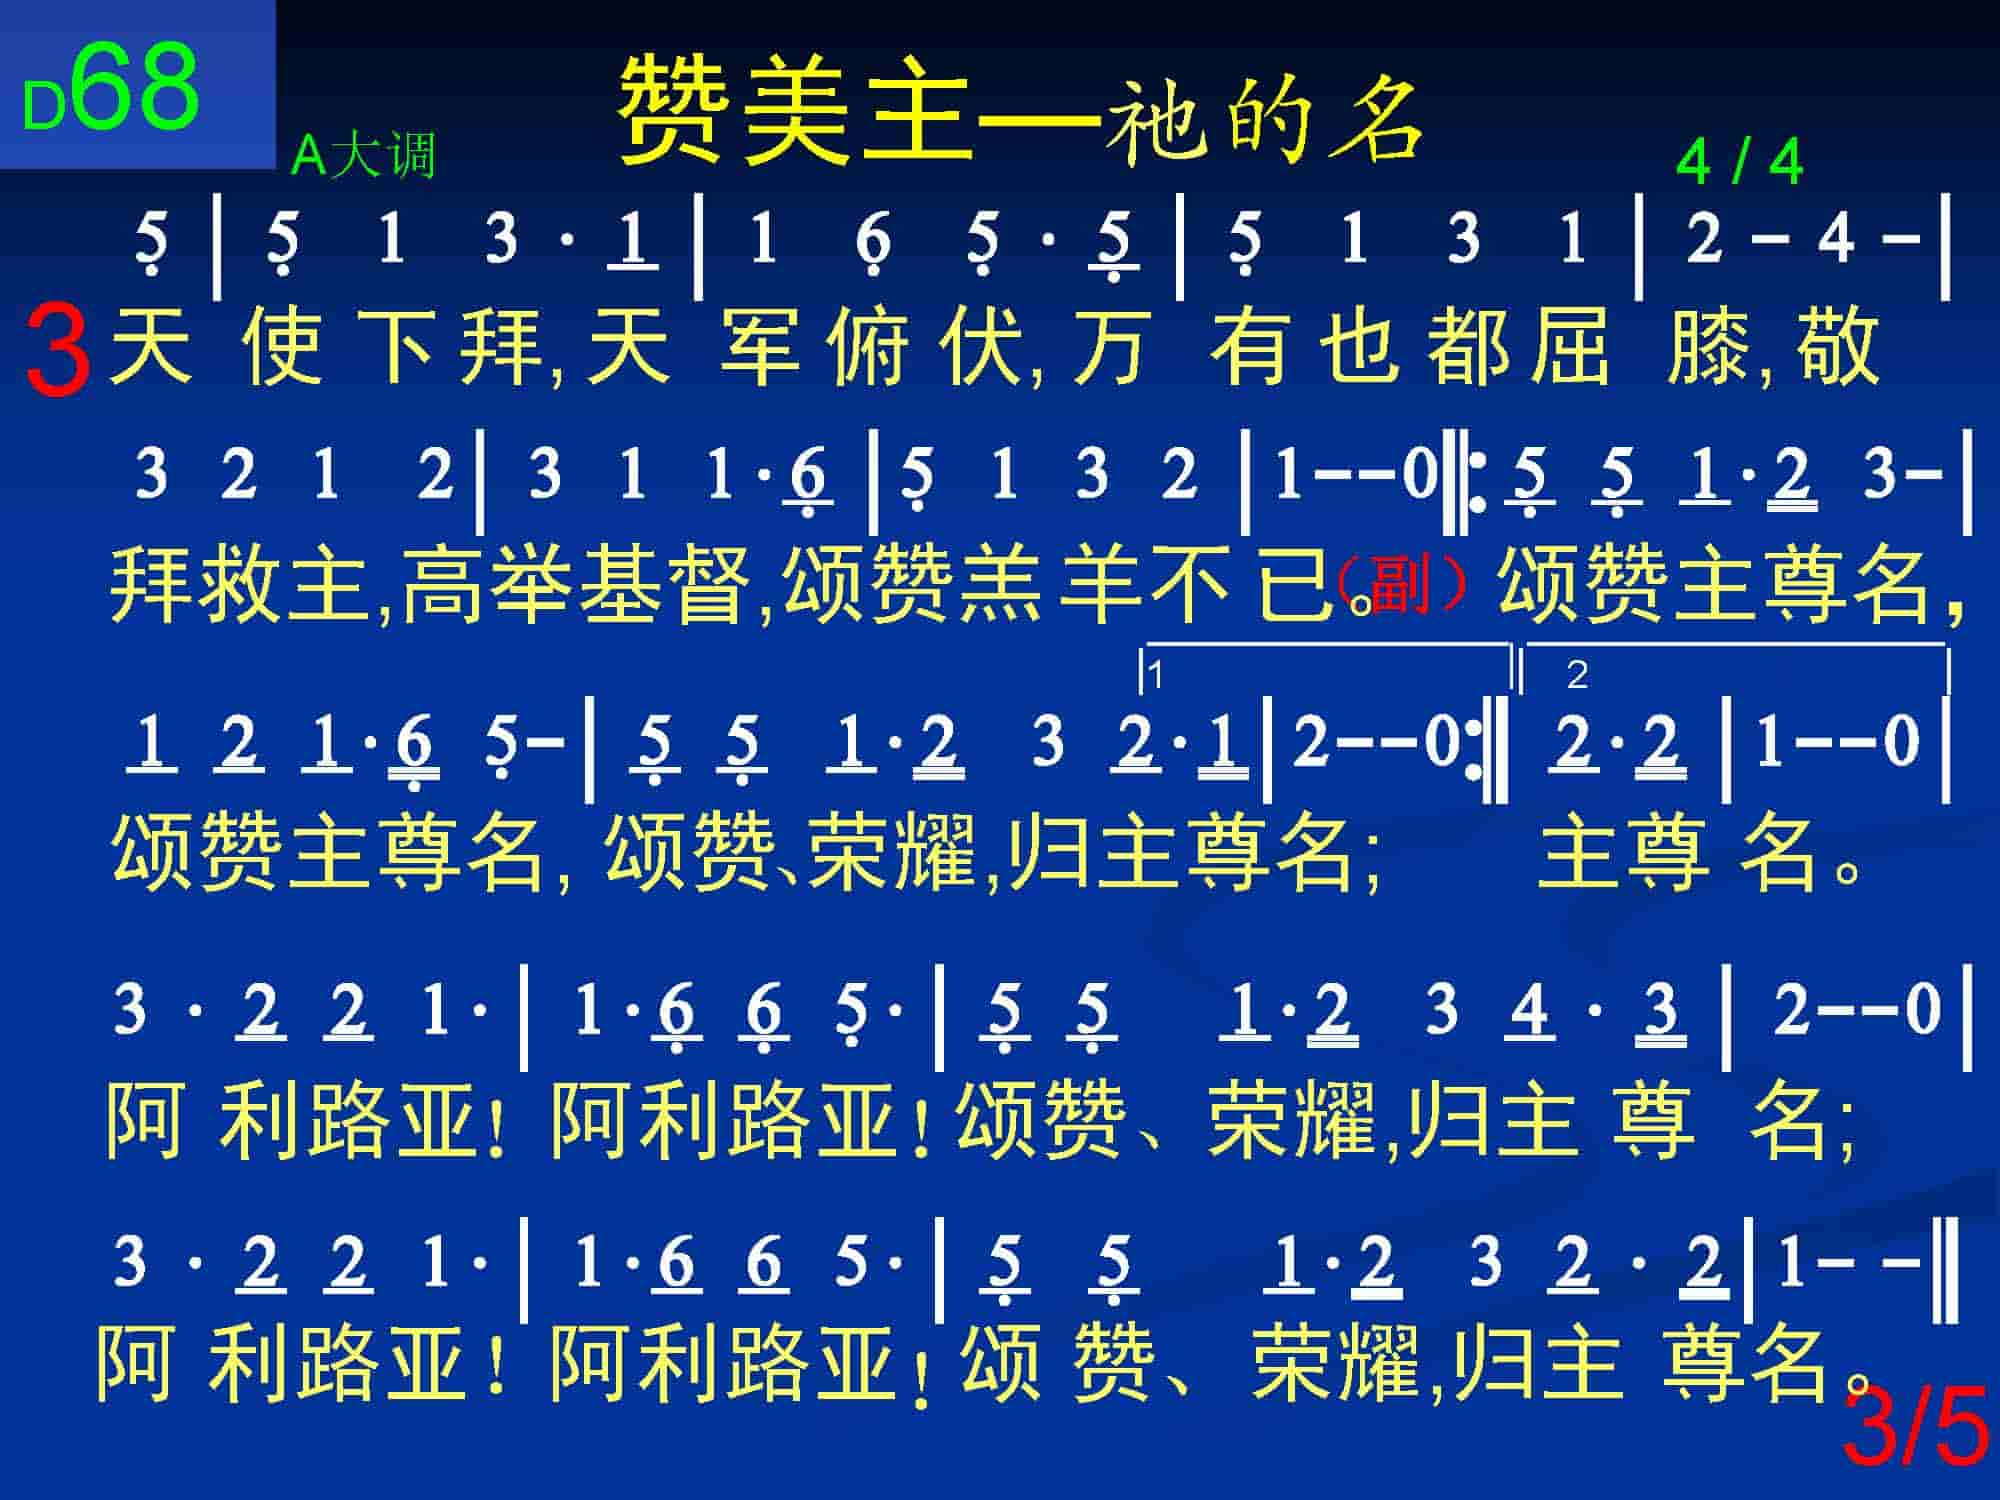 D68
赞美主—祂的名
A大调
4 / 4
5 | 5 1 3 · 1 | 1 6 5 · 5 | 5 1 3 1 | 2 - 4 - |
3 天 使 下 拜, 天 军 俯 伏, 万 有 也 都 屈 膝, 敬
3 2 1 2 | 3 1 1 · 6 | 5 1 3 2 | 1 - - 0 ‖: 5 5 1 · 2 3 - |
拜救主,高举基督,颂赞羔羊不已。(副) 颂赞主尊名,
1 2
1 2 1 · 6 5 - | 5 5 1 · 2 3 2 · 1 | 2 - - 0 :‖ 2 · 2 | 1 - - 0 |
颂赞主尊名, 颂赞、荣耀,归主尊名; 主尊名。
3 · 2 2 1 · | 1 · 6 6 5 · | 5 5 1 · 2 3 4 · 3 | 2 - - 0 |
阿利路亚! 阿利路亚! 颂赞、荣耀,归主尊名;
3 · 2 2 1 · | 1 · 6 6 5 · | 5 5 1 · 2 3 2 · 2 | 1 - - ‖
阿利路亚! 阿利路亚! 颂赞、荣耀,归主尊名。
3/5